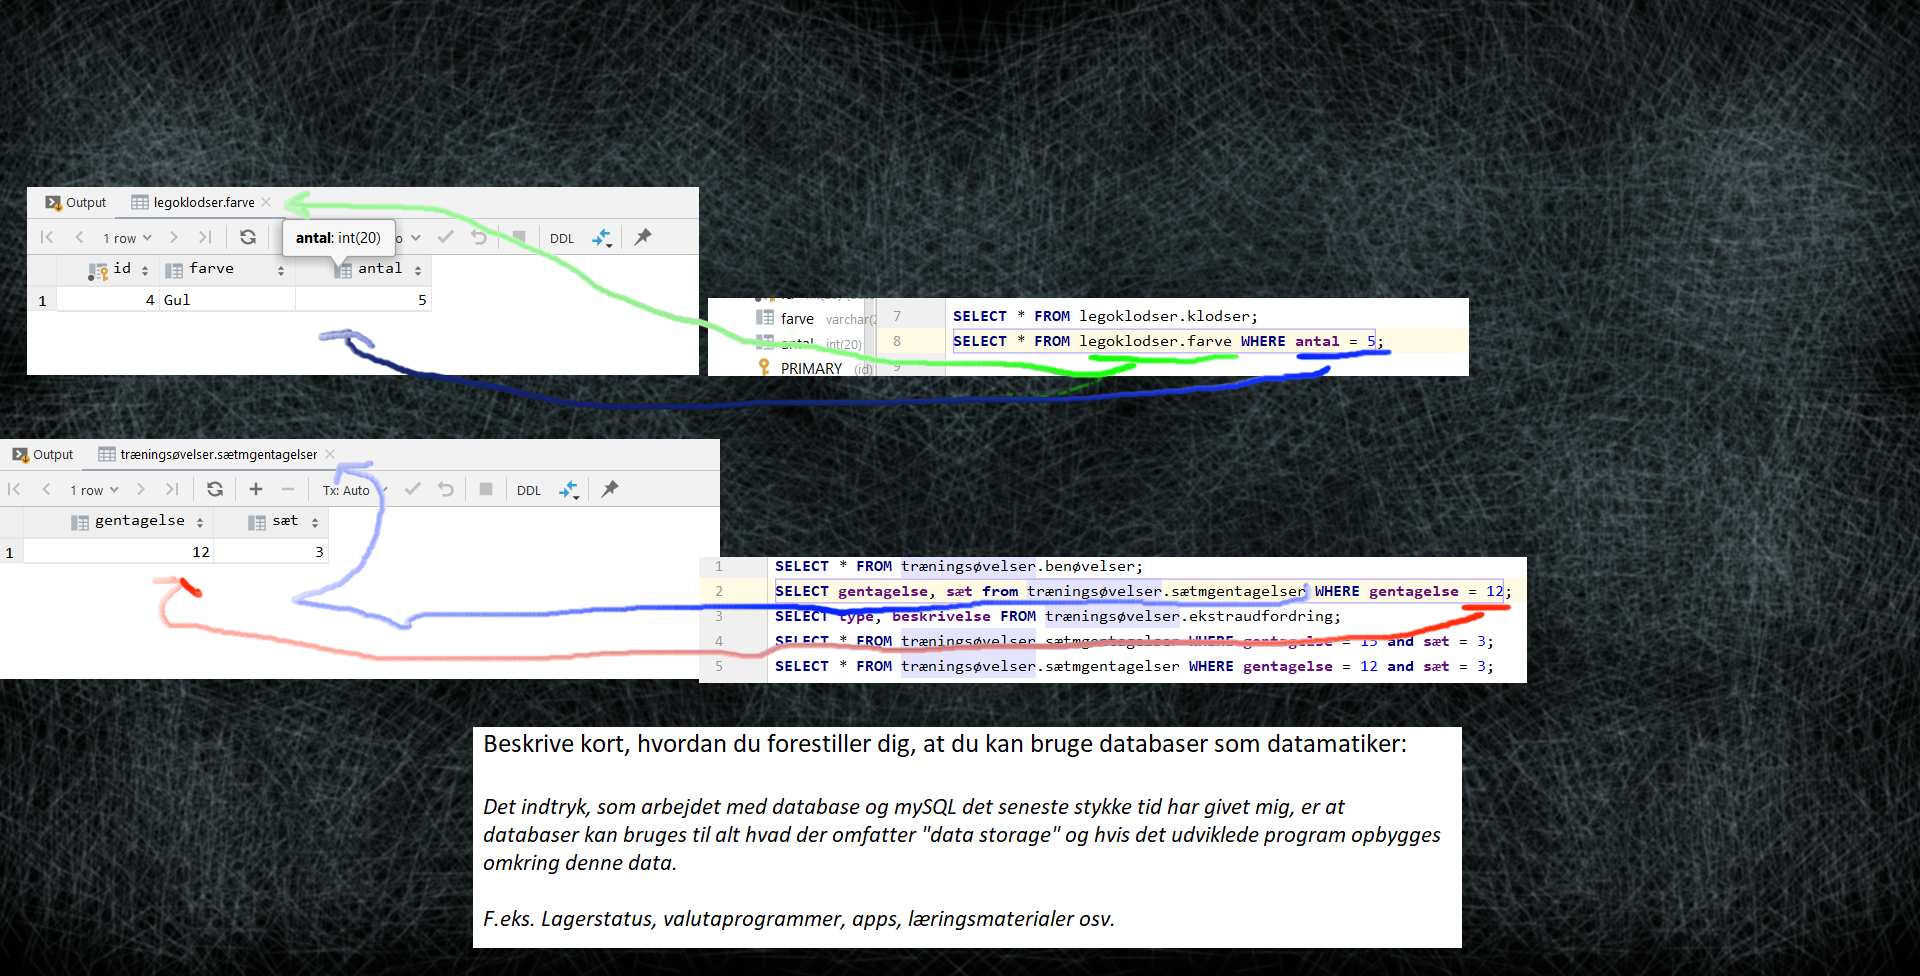 Output legoklodser.farve
1 row antal: int(20) DDL
id farve antal
1 4 Gul 5
farve varchar(2
antal int(20)
PRIMARY (id)
7 SELECT * FROM legoklodser.klodser;
8 SELECT * FROM legoklodser.farve WHERE antal = 5;
9
Output træningsøvelser.sætmgentagelser
1 row Tx: Auto DDL
gentagelse sæt
1 12 3
1 SELECT * FROM træningsøvelser.benøvelser;
2 SELECT gentagelse, sæt from træningsøvelser.sætmgentagelser WHERE gentagelse = 12;
3 SELECT type, beskrivelse FROM træningsøvelser.ekstraudfordring;
4 SELECT * FROM træningsøvelser.sætmgentagelser WHERE gentagelse = 15 and sæt = 3;
5 SELECT * FROM træningsøvelser.sætmgentagelser WHERE gentagelse = 12 and sæt = 3;
Beskrive kort, hvordan du forestiller dig, at du kan bruge databaser som datamatiker:
Det indtryk, som arbejdet med database og mySQL det seneste stykke tid har givet mig, er at
databaser kan bruges til alt hvad der omfatter "data storage" og hvis det udviklede program opbygges
omkring denne data.
F.eks. Lagerstatus, valutaprogrammer, apps, læringsmaterialer osv.